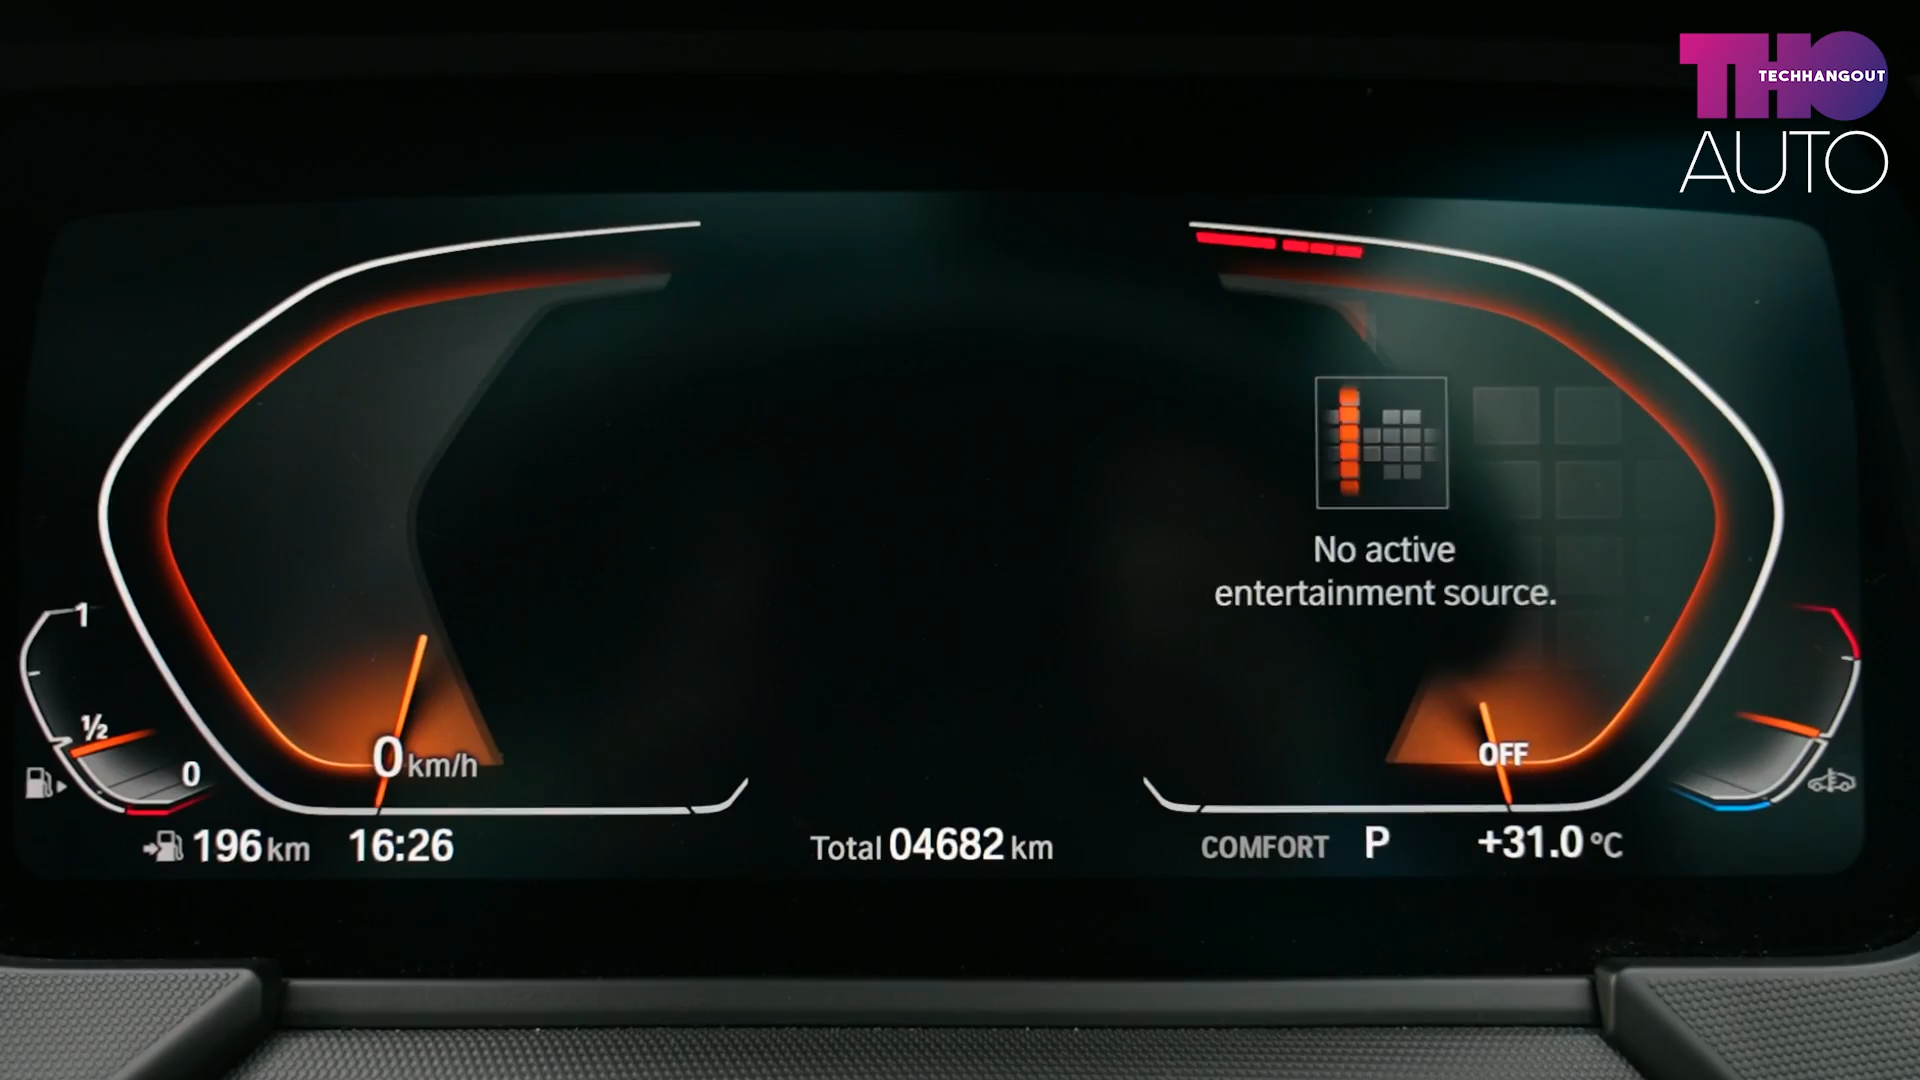 THO
TECHHANGOUT
AUTO
No active
entertainment source.
1
½
0
0 km/h
OFF
196 km
16:26
Total 04682 km
COMFORT P
+31.0 °C